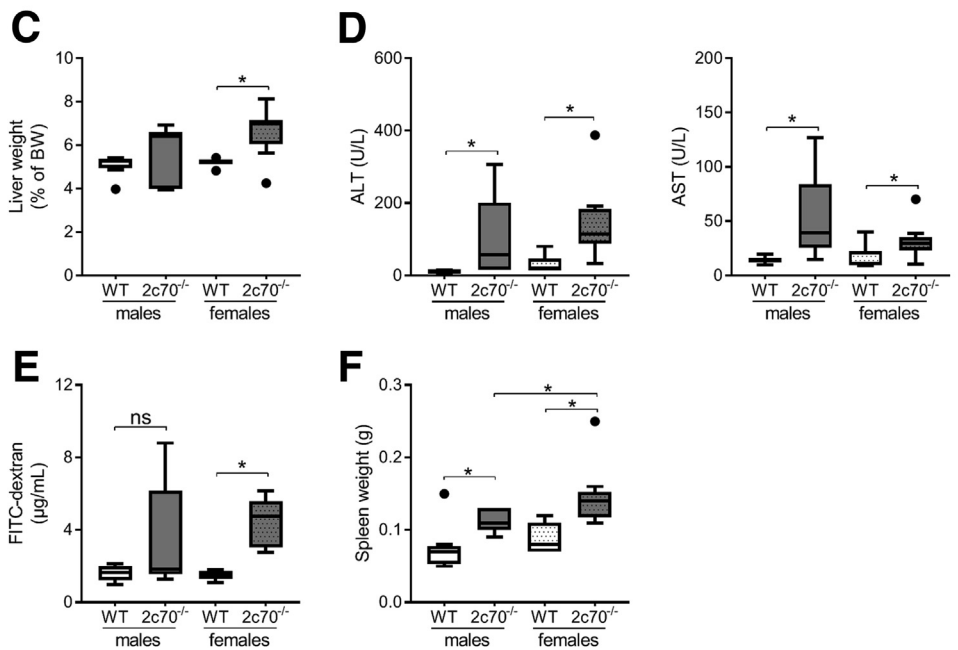 C
Liver weight
(% of BW)
10
8
6
4
2
0
*
WT 2c70-/- WT 2c70-/-
males females
D
ALT (U/L)
600
400
200
0
* *
WT 2c70-/- WT 2c70-/-
males females
AST (U/L)
200
150
100
50
0
* *
WT 2c70-/- WT 2c70-/-
males females
E
FITC-dextran
(µg/mL)
12
8
4
0
ns *
WT 2c70-/- WT 2c70-/-
males females
F
Spleen weight (g)
0.3
0.2
0.1
0.0
*
*
*
WT 2c70-/- WT 2c70-/-
males females